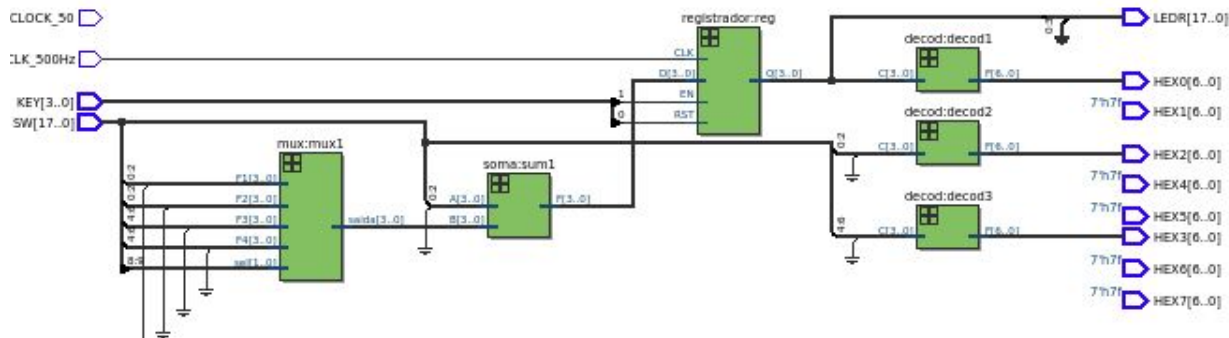 CLOCK_50
CLK_500Hz
KEY[3..0]
SW[17..0]
mux:mux1
0:2
0:2
4:6
4:6
8:9
F1[3..0]
F2[3..0]
F3[3..0]
F4[3..0]
sel[1..0]
saida[3..0]
soma:sum1
0:2
A[3..0]
B[3..0]
F[3..0]
registrador:reg
CLK
D[3..0]
EN
RST
1
0
Q[3..0]
decod:decod1
C[3..0]
F[6..0]
decod:decod2
0:2
C[3..0]
F[6..0]
decod:decod3
4:6
C[3..0]
F[6..0]
LEDR[17..0]
HEX0[6..0]
7'h7f
HEX1[6..0]
HEX2[6..0]
7'h7f
HEX4[6..0]
7'h7f
HEX5[6..0]
HEX3[6..0]
7'h7f
HEX6[6..0]
7'h7f
HEX7[6..0]